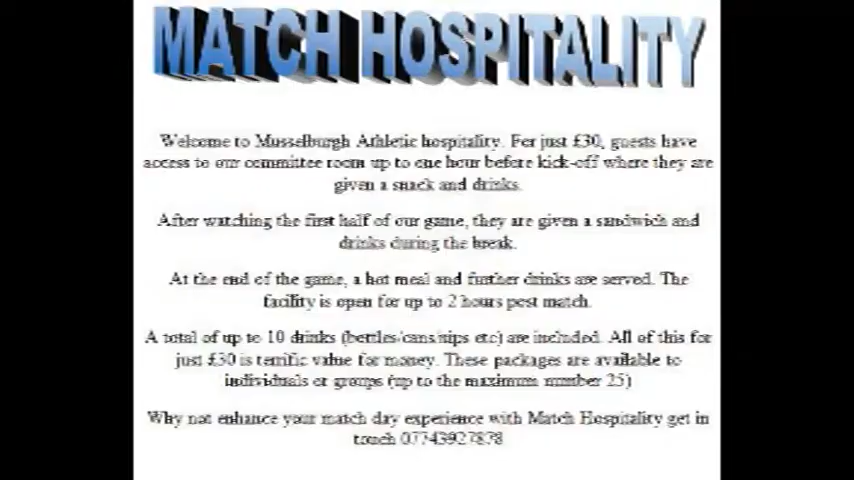 MATCH HOSPITALITY
Welcome to Musselburgh Athletic hospitality. For just £30, guests have
access to our committee room up to one hour before kick-off where they are
given a snack and drinks.
After watching the first half of our game, they are given a sandwich and
drinks during the break.
At the end of the game, a hot meal and further drinks are served. The
facility is open for up to 2 hours post match.
A total of up to 10 drinks (bottles/cans/nips etc) are included. All of this for
just £30 is terrific value for money. These packages are available to
individuals or groups (up to the maximum number 25)
Why not enhance your match day experience with Match Hospitality get in
touch 07743927878